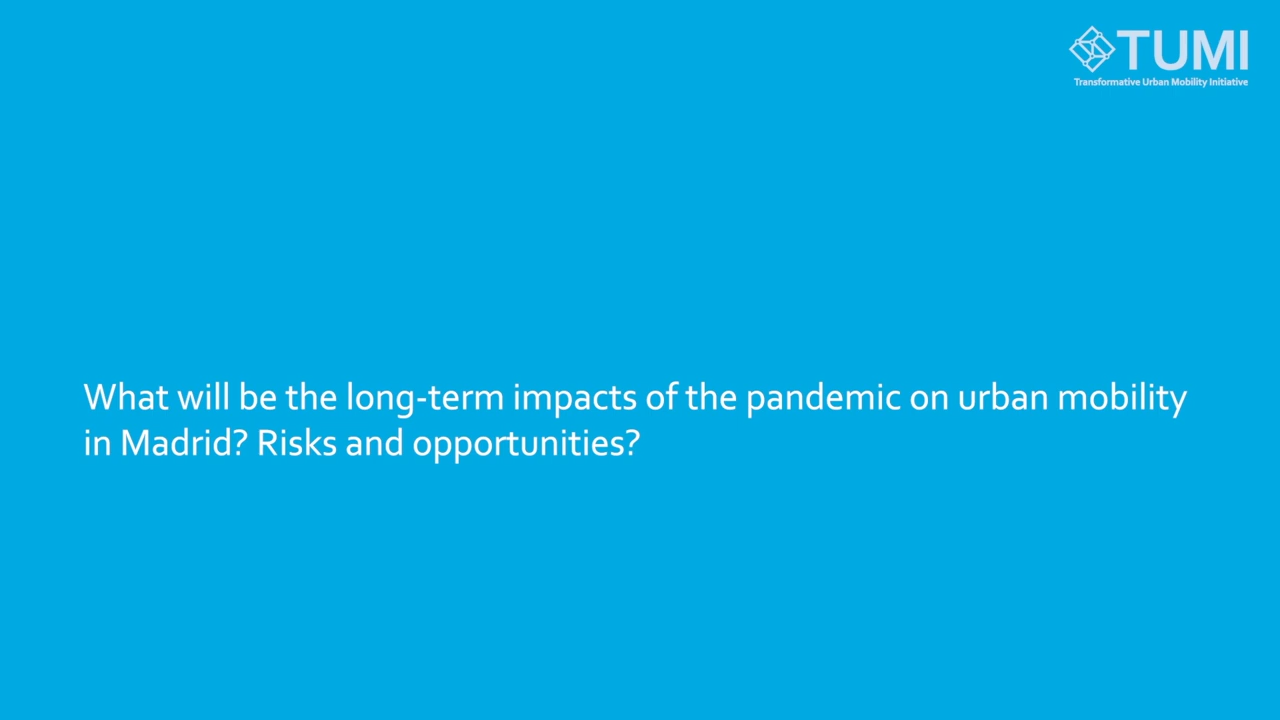 TUMI
Transformative Urban Mobility Initiative
What will be the long-term impacts of the pandemic on urban mobility
in Madrid? Risks and opportunities?